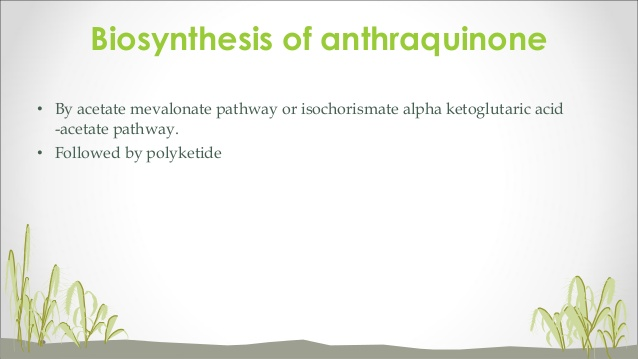 Biosynthesis of anthraquinone
• By acetate mevalonate pathway or isochorismate alpha ketoglutaric acid
-acetate pathway.
• Followed by polyketide